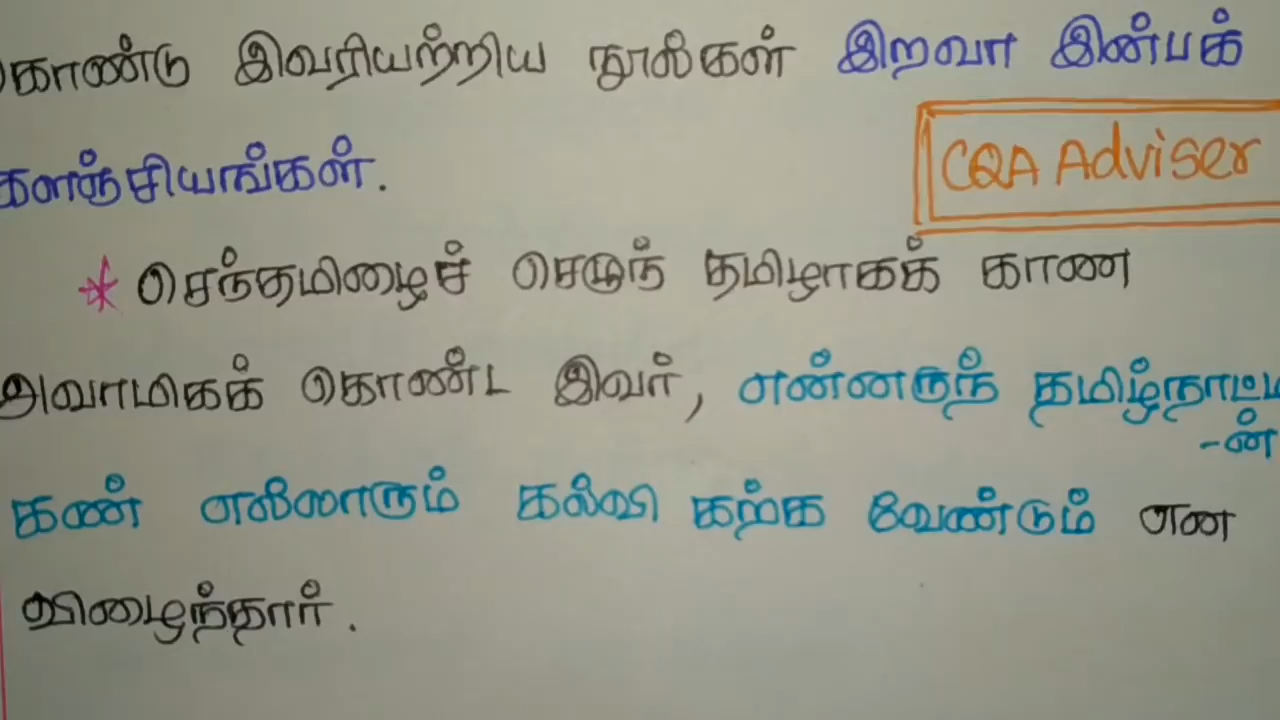 கொண்டு இவரியற்றிய நூல்கள் இறவா இன்பக்
களஞ்சியங்கள்.
CQA Adviser
* செந்தமிழைச் செழுந் தமிழாகக் காண
அவாமிகக் கொண்ட இவர், என்னருந் தமிழ்நாட்டி
-ன்
கண் எல்லாரும் கல்வி கற்க வேண்டும் என
விழைந்தார்.